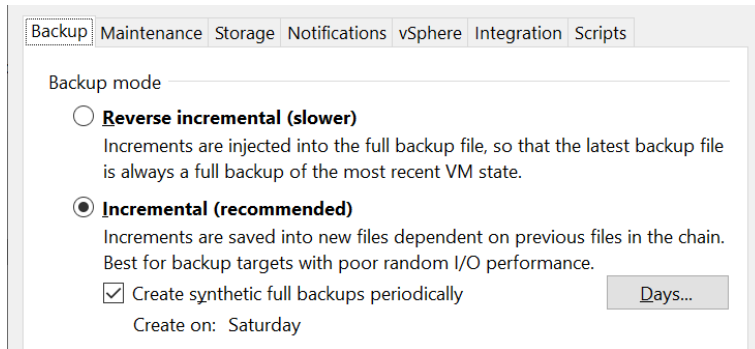 Backup Maintenance Storage Notifications vSphere Integration Scripts
Backup mode
Reverse incremental (slower)
Increments are injected into the full backup file, so that the latest backup file
is always a full backup of the most recent VM state.
Incremental (recommended)
Increments are saved into new files dependent on previous files in the chain.
Best for backup targets with poor random I/O performance.
Create synthetic full backups periodically Days...
Create on: Saturday